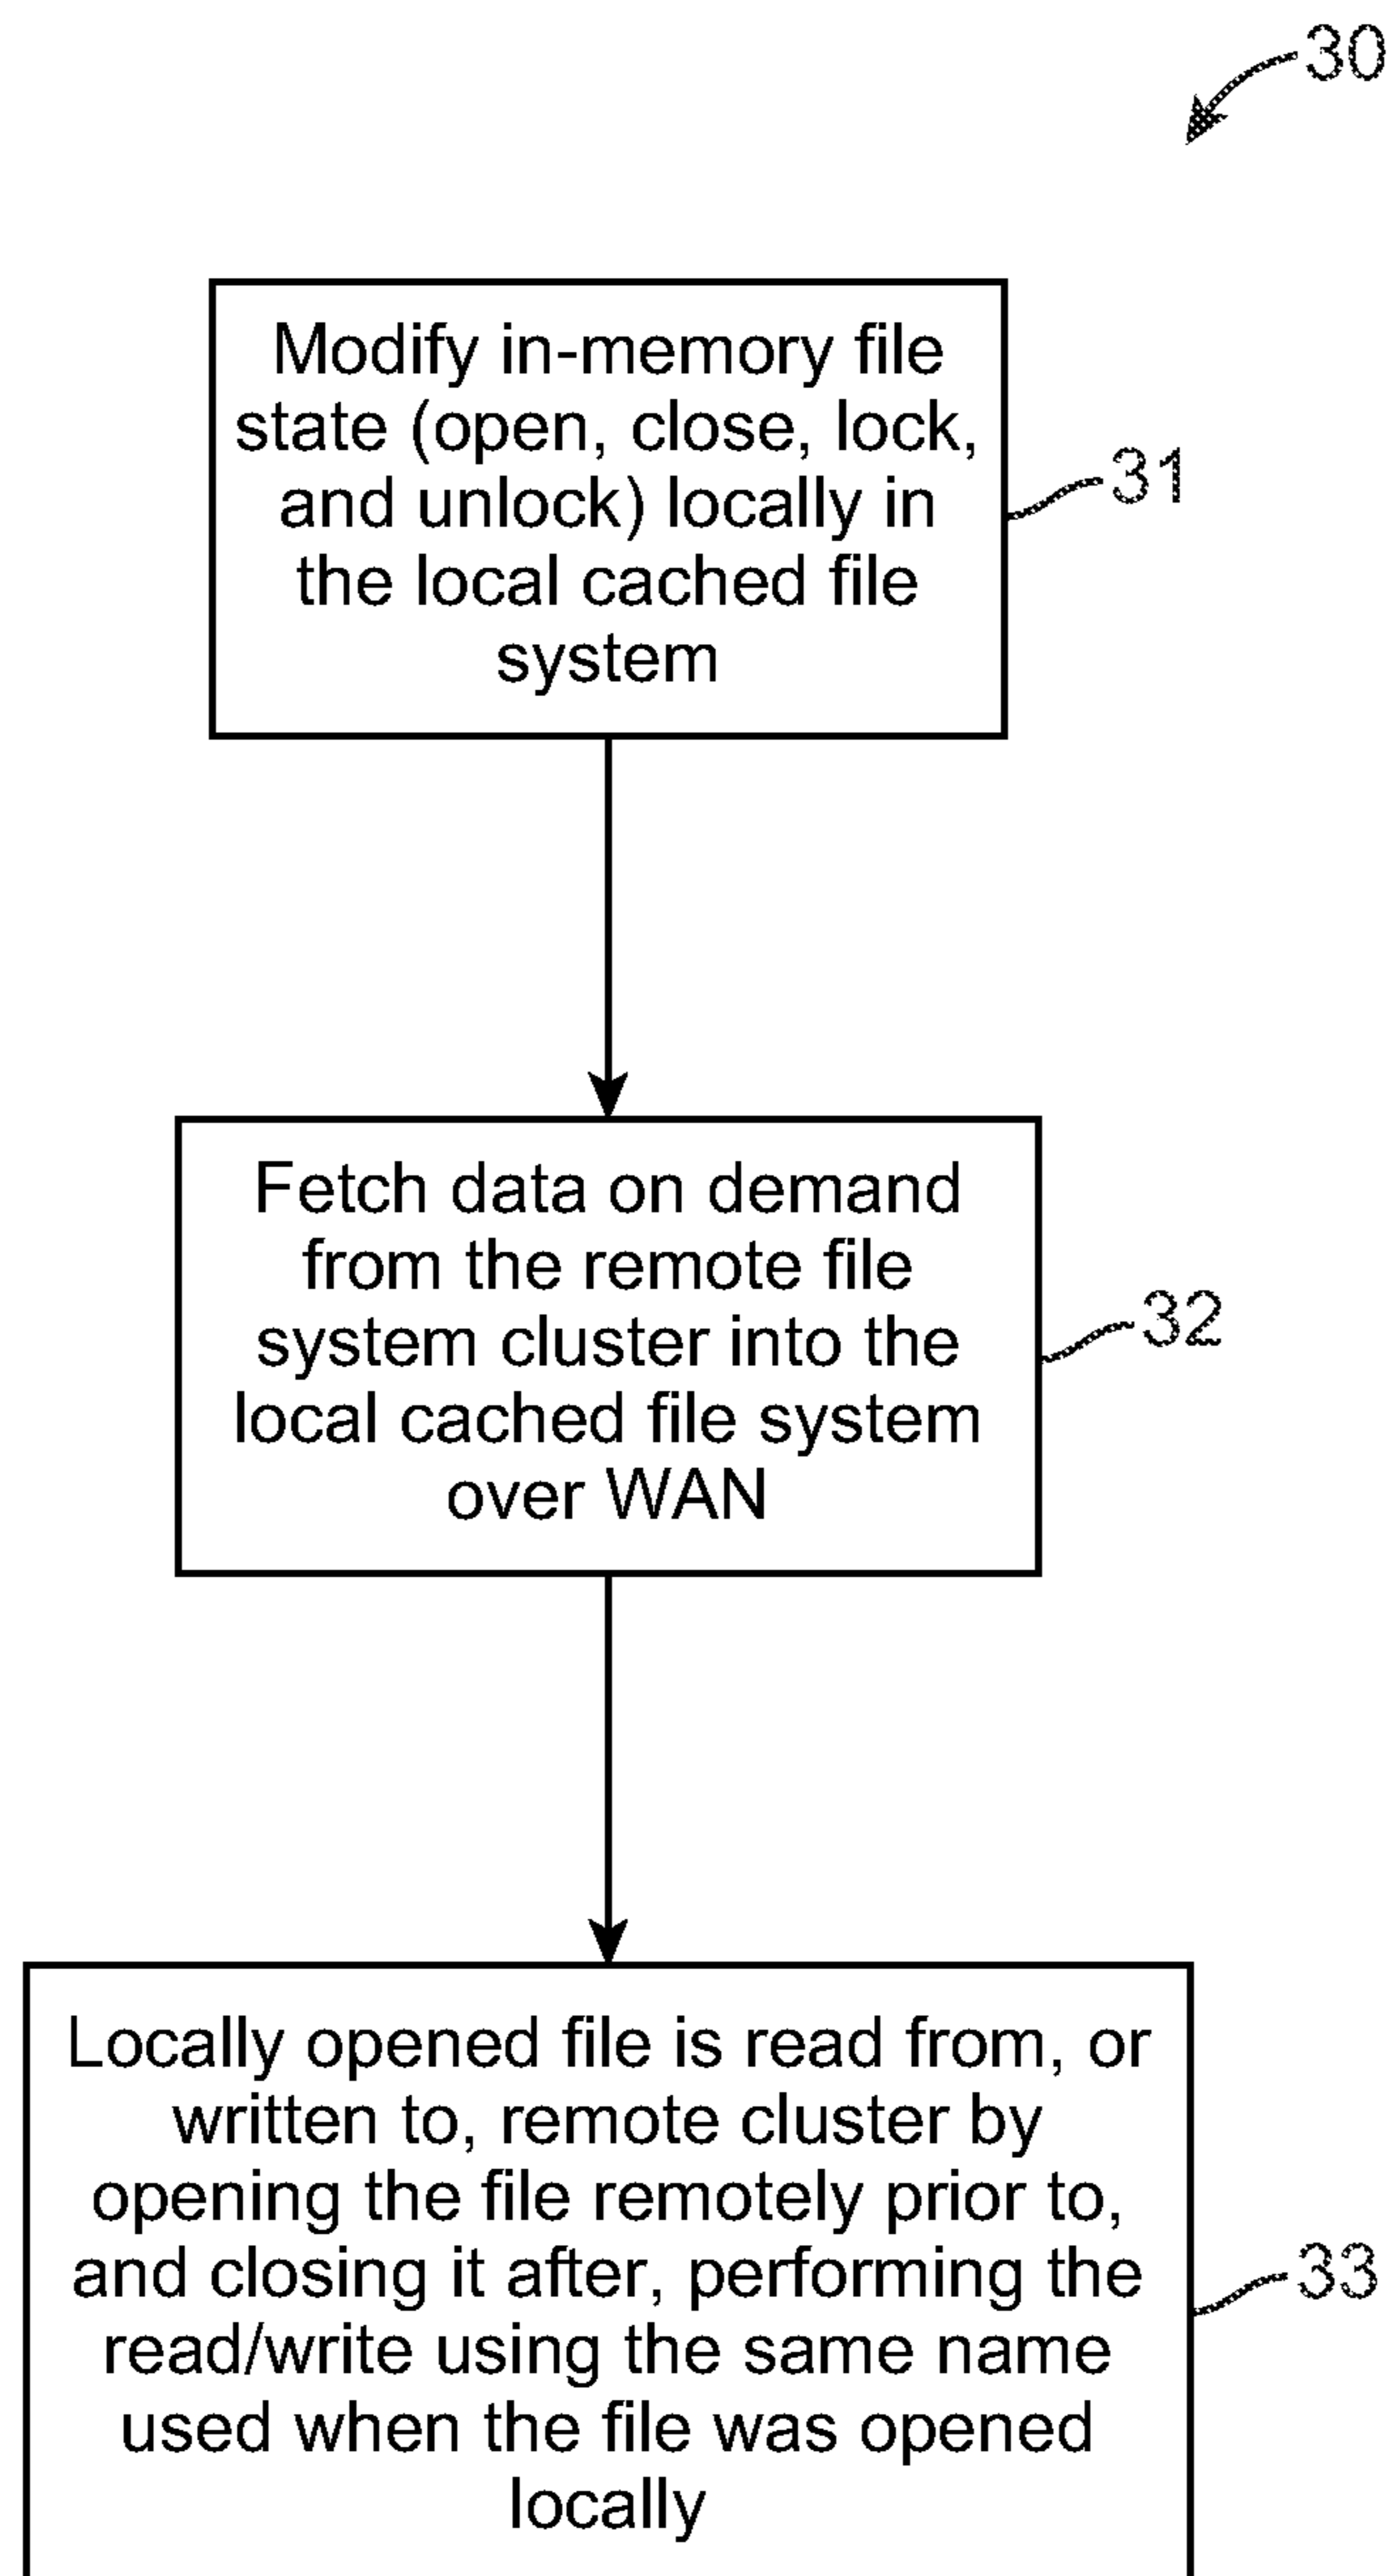 30
Modify in-memory file
state (open, close, lock,
and unlock) locally in
the local cached file
system
31
Fetch data on demand
from the remote file
system cluster into the
local cached file system
over WAN
32
Locally opened file is read from, or
written to, remote cluster by
opening the file remotely prior to,
and closing it after, performing the
read/write using the same name
used when the file was opened
locally
33